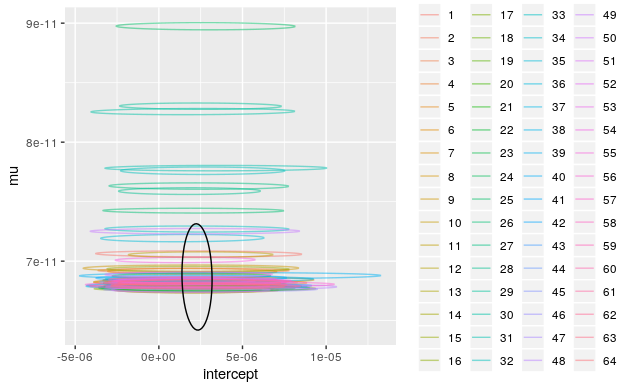 9e-11
8e-11
7e-11
mu
-5e-06 0e+00 5e-06 1e-05
intercept
1 17 33 49
2 18 34 50
3 19 35 51
4 20 36 52
5 21 37 53
6 22 38 54
7 23 39 55
8 24 40 56
9 25 41 57
10 26 42 58
11 27 43 59
12 28 44 60
13 29 45 61
14 30 46 62
15 31 47 63
16 32 48 64